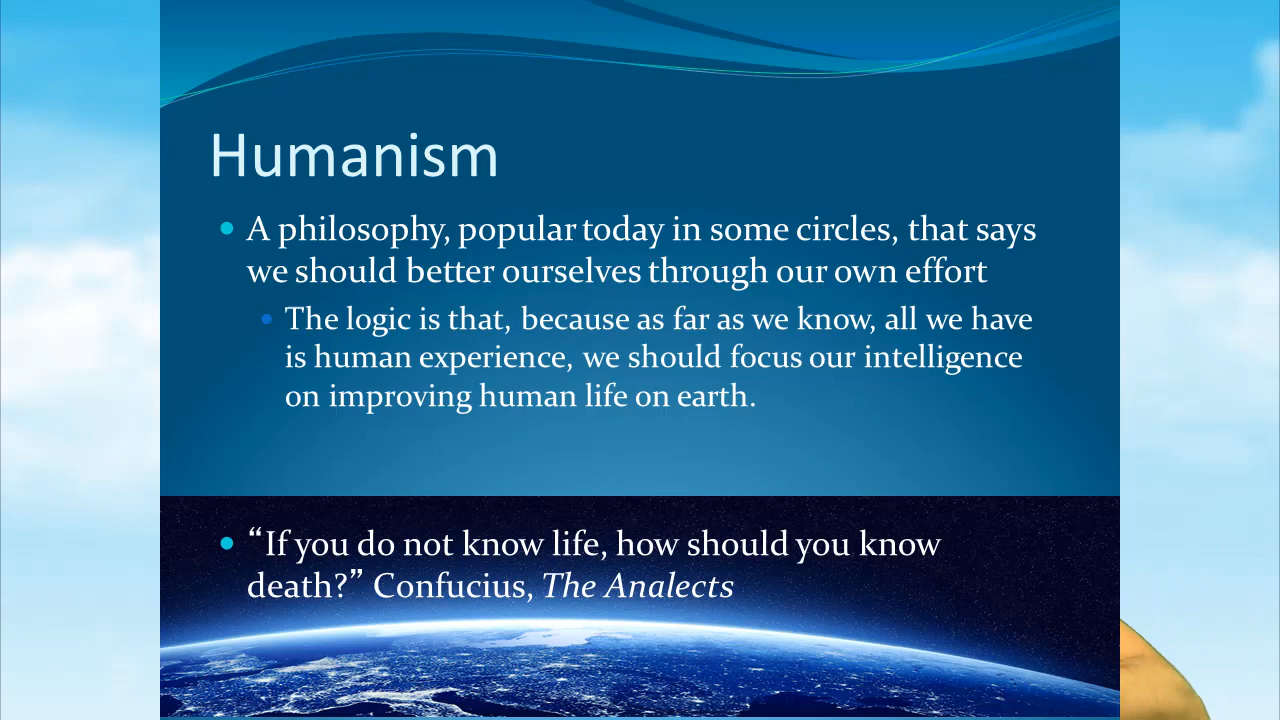 Humanism
A philosophy, popular today in some circles, that says
we should better ourselves through our own effort
The logic is that, because as far as we know, all we have
is human experience, we should focus our intelligence
on improving human life on earth.
“If you do not know life, how should you know
death?” Confucius, The Analects